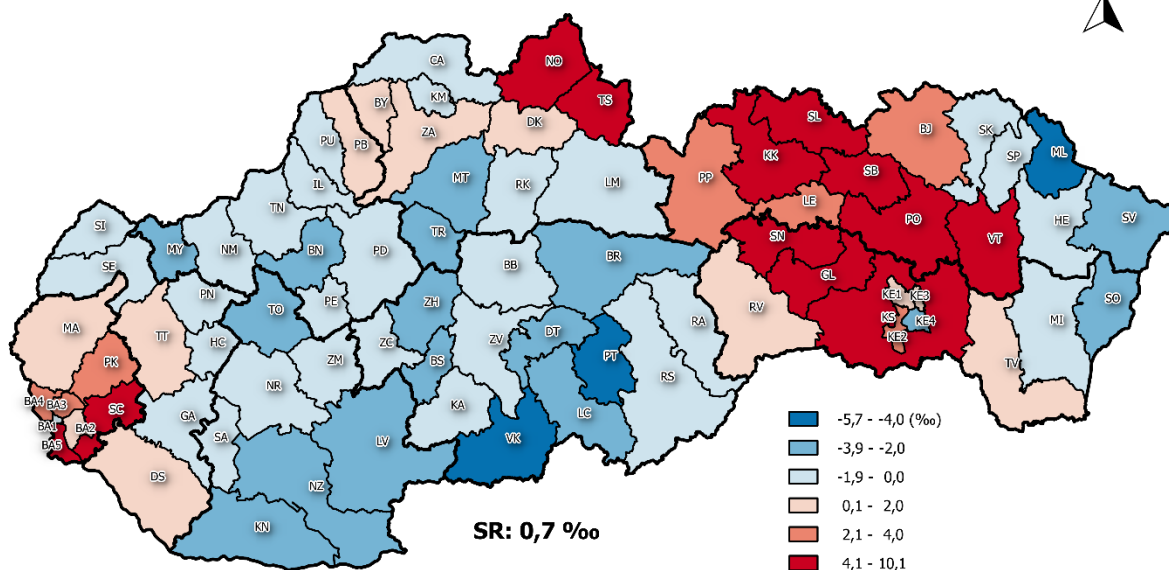 NO
CA
TS
KM
BY
DK
ZA
PU
PB
SL
BJ
SK
SP
ML
KK
SB
PP
MT
RK
LM
IL
LE
TN
PO
HE
SV
SI
MY
NM
BN
TR
PD
SN
VT
BB
BR
SE
GL
PN
PE
ZH
TO
KE1
KE3
SO
RV
MA
TT
HC
ZC
ZV
DT
RA
KS
KE4
MI
KE2
PK
ZM
BS
PT
TV
NR
RS
BA4
BA3
SC
KA
LC
GA
BA1
BA2
SA
LV
VK
BA5
DS
NZ
KN
SR: 0,7 ‰
-5,7 - -4,0 (‰)
-3,9 - -2,0
-1,9 - 0,0
0,1 - 2,0
2,1 - 4,0
4,1 - 10,1